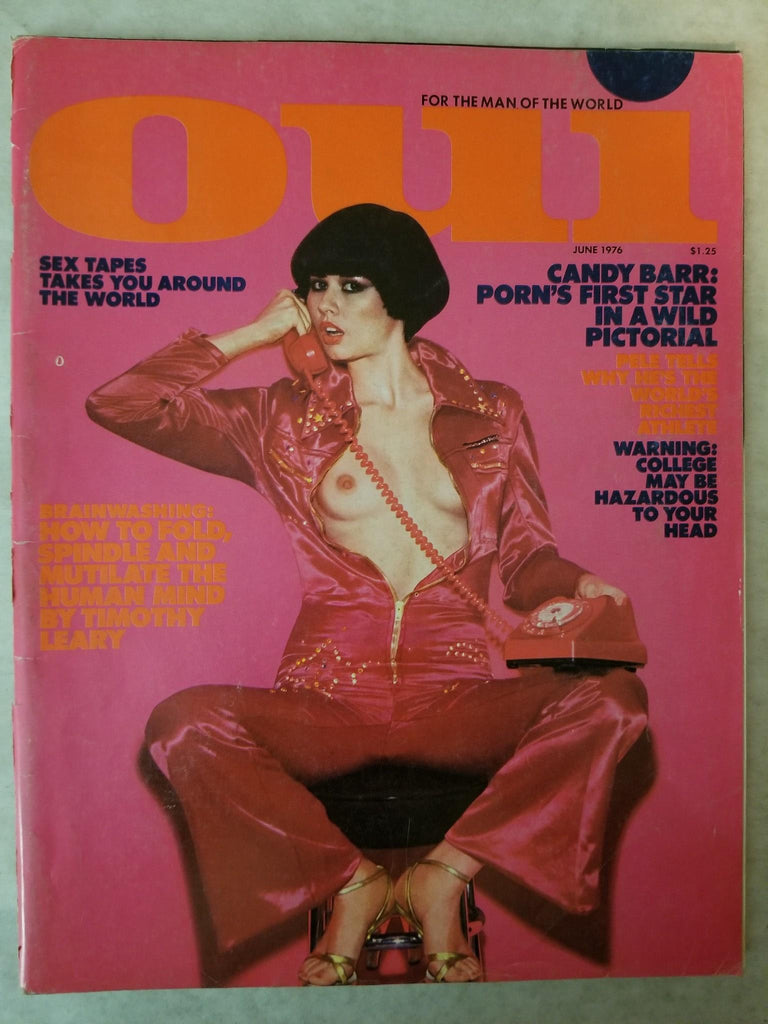 FOR THE MAN OF THE WORLD
oui
JUNE 1976
$1.25
SEX TAPES
TAKES YOU AROUND
THE WORLD
CANDY BARR:
PORN'S FIRST STAR
IN A WILD
PICTORIAL
PELE TELLS
WHY HE'S THE
WORLD'S
RICHEST
ATHLETE
WARNING:
COLLEGE
MAY BE
HAZARDOUS
TO YOUR
HEAD
BRAINWASHING:
HOW TO FOLD,
SPINDLE AND
MUTILATE THE
HUMAN MIND
BY TIMOTHY
LEARY